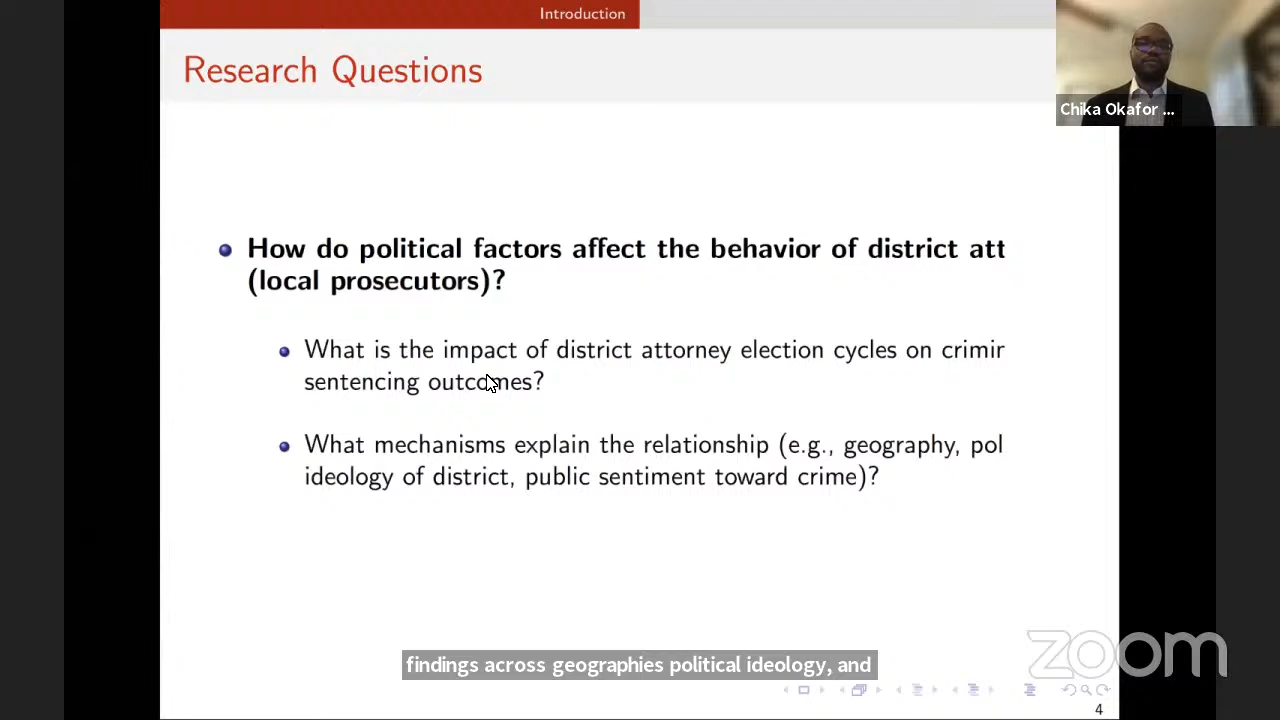 Introduction
Research Questions
Chika Okafor ...
How do political factors affect the behavior of district att
(local prosecutors)?
What is the impact of district attorney election cycles on crimir
sentencing outcomes?
What mechanisms explain the relationship (e.g., geography, pol
ideology of district, public sentiment toward crime)?
findings across geographies political ideology, and
zoom
4